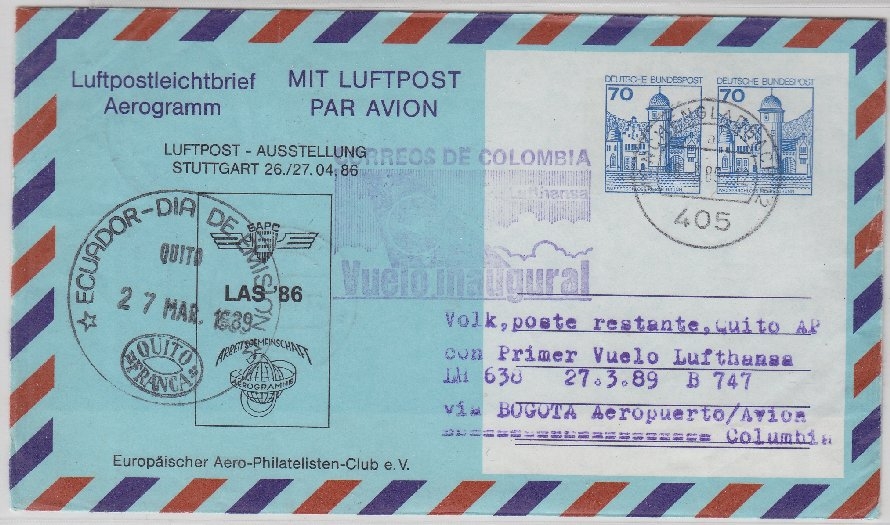 Luftpostleichtbrief
Aerogramm
MIT LUFTPOST
PAR AVION
DEUTSCHE BUNDESPOST
70
DEUTSCHE BUNDESPOST
70
405
LUFTPOST - AUSSTELLUNG
STUTTGART 26./27.04.86
CORREOS DE COLOMBIA
Lufthansa
Vuelo inaugural
ECUADOR-DIA DE EMISION
QUITO
27 MAR. 1989
QUITO
FRANCA
EAPC
LAS 86
ARBEITSGEMEINSCHAFT
AEROGRAMME
Volk,poste restante,Quito AP
con Primer Vuelo Lufthansa
LH 638 27.3.89 B 747
via BOGOTA Aeropuerto/Avion
Columbia
Europäischer Aero-Philatelisten-Club e.V.